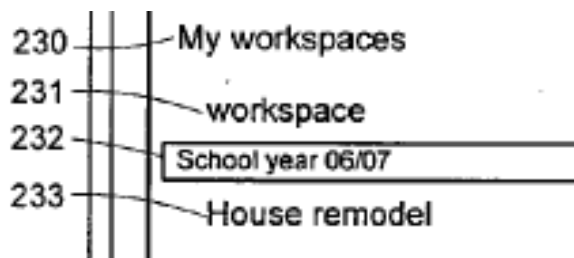 230 My workspaces
231 workspace
232 School year 06/07
233 House remodel